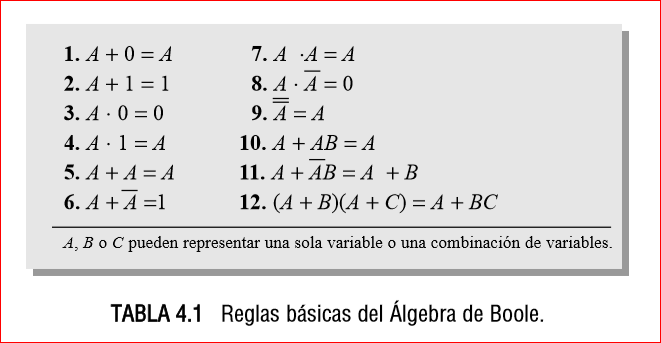 1. A + 0 = A
2. A + 1 = 1
3. A · 0 = 0
4. A · 1 = A
5. A + A = A
6. A + A̅ =1
7. A ·A = A
8. A · A̅ = 0
9. A̿ = A
10. A + AB = A
11. A + A̅B = A + B
12. (A + B)(A + C) = A + BC
A, B o C pueden representar una sola variable o una combinación de variables.
TABLA 4.1 Reglas básicas del Álgebra de Boole.